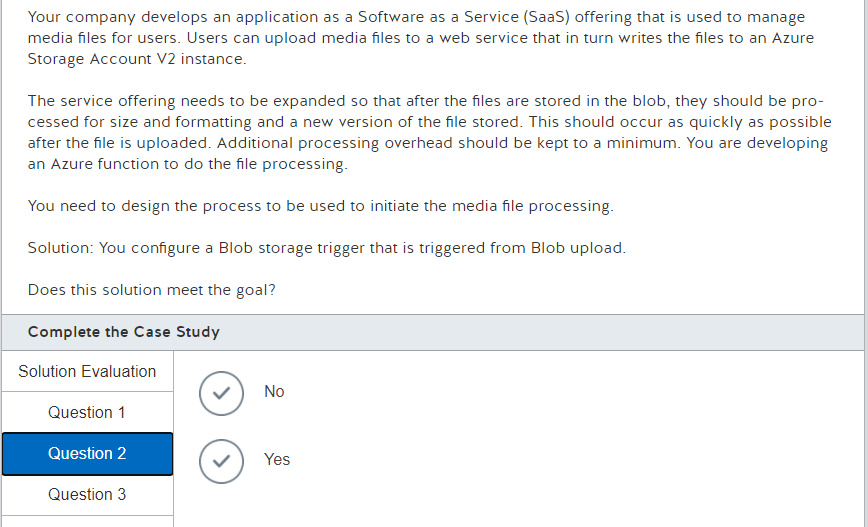 Your company develops an application as a Software as a Service (SaaS) offering that is used to manage
media files for users. Users can upload media files to a web service that in turn writes the files to an Azure
Storage Account V2 instance.
The service offering needs to be expanded so that after the files are stored in the blob, they should be pro-
cessed for size and formatting and a new version of the file stored. This should occur as quickly as possible
after the file is uploaded. Additional processing overhead should be kept to a minimum. You are developing
an Azure function to do the file processing.
You need to design the process to be used to initiate the media file processing.
Solution: You configure a Blob storage trigger that is triggered from Blob upload.
Does this solution meet the goal?
Complete the Case Study
Solution Evaluation
Question 1
Question 2
Question 3
No
Yes